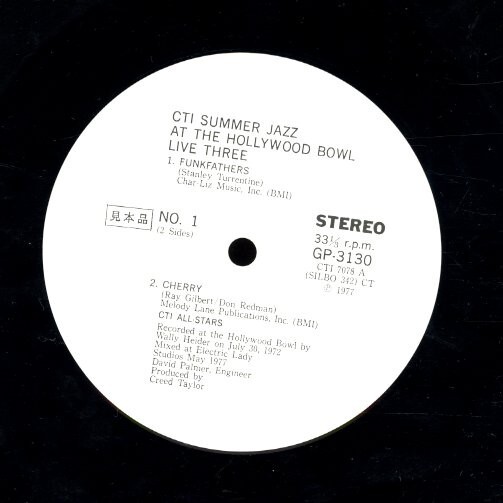 CTI SUMMER JAZZ
AT THE HOLLYWOOD BOWL
LIVE THREE
1. FUNKFATHERS
(Stanley Turrentine)
Char-Liz Music, Inc. (BMI)
見本品 NO. 1
(2 Sides)
STEREO
33⅓ r.p.m.
GP-3130
CTI 7078 A
(SILBO 342) CT
Ⓟ 1977
2. CHERRY
(Ray Gilbert/Don Redman)
Melody Lane Publications, Inc. (BMI)
CTI ALL-STARS
Recorded at the Hollywood Bowl by
Wally Heider on July 30, 1972
Mixed at Electric Lady
Studios May 1977
David Palmer, Engineer
Produced by
Creed Taylor